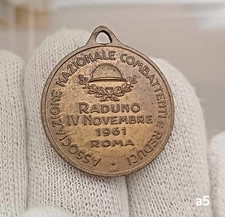 ASSOCIAZIONE NAZIONALE COMBATTENTI E REDUCI
RADUNO
IV NOVEMBRE
1961
ROMA
a5